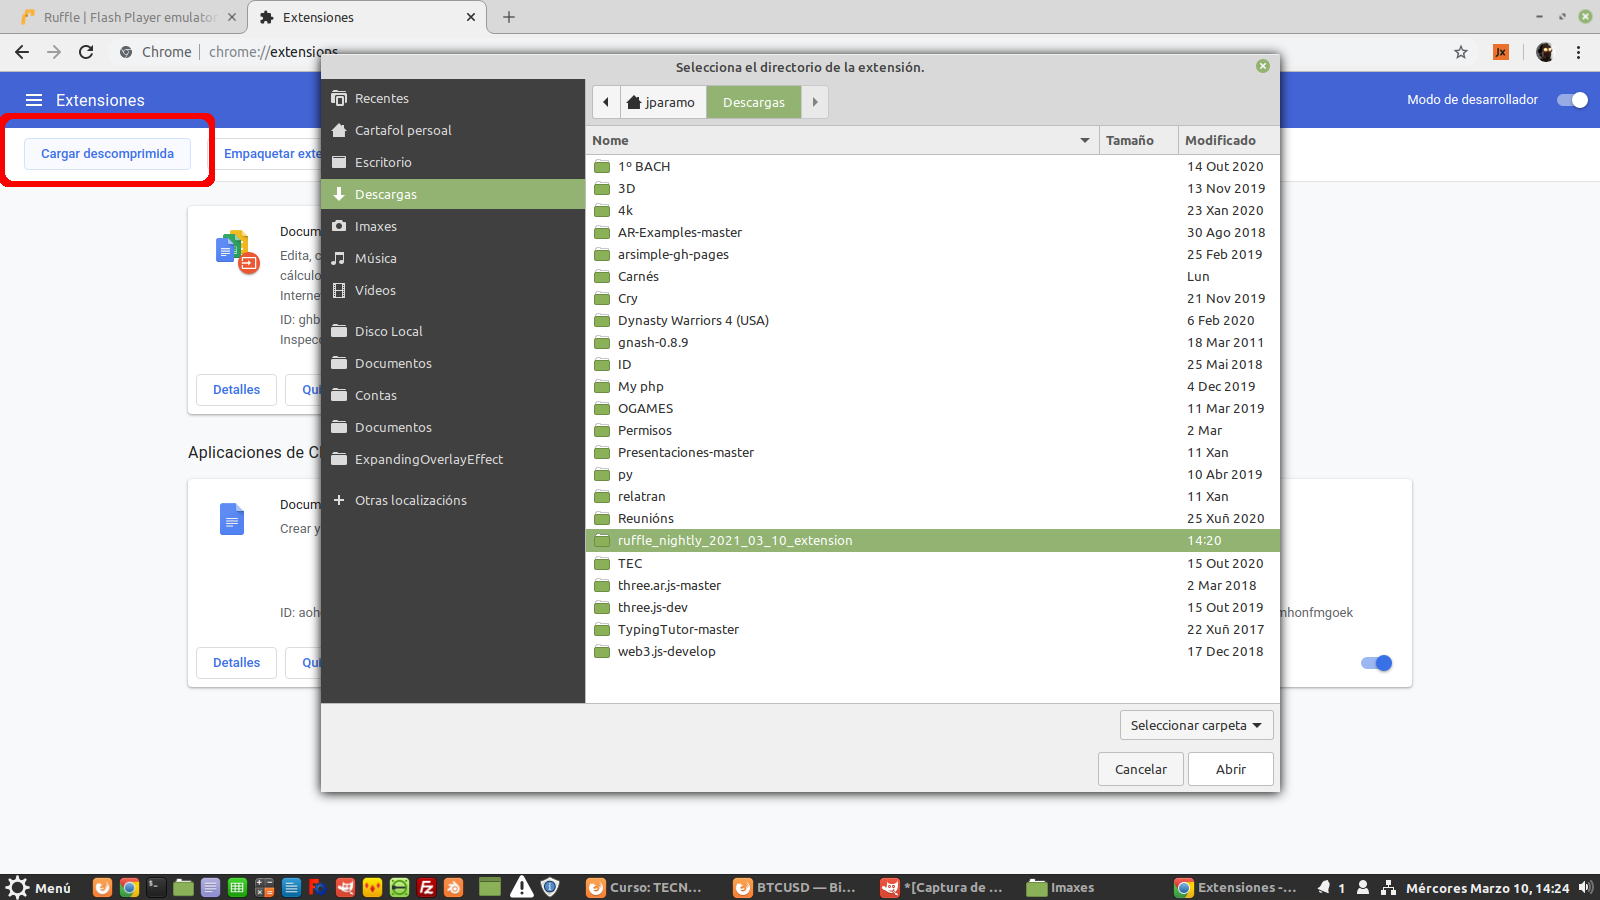 Ruffle | Flash Player emulator
Extensiones
Chrome
chrome://extensions
Extensiones
Modo de desarrollador
Cargar descomprimida
Empaquetar exte
Docum
Edita, c
cálculo
Interne
ID: ghb
Inspecc
Detalles
Qui
Aplicaciones de C
Docum
Crear y
ID: aoh
nhonfmgoek
Detalles
Qui
Selecciona el directorio de la extensión.
Recentes
Cartafol persoal
Escritorio
Descargas
Imaxes
Música
Vídeos
Disco Local
Documentos
Contas
Documentos
ExpandingOverlayEffect
Otras localizacións
jparamo
Descargas
Nome Tamaño Modificado
1º BACH 14 Out 2020
3D 13 Nov 2019
4k 23 Xan 2020
AR-Examples-master 30 Ago 2018
arsimple-gh-pages 25 Feb 2019
Carnés Lun
Cry 21 Nov 2019
Dynasty Warriors 4 (USA) 6 Feb 2020
gnash-0.8.9 18 Mar 2011
ID 25 Mai 2018
My php 4 Dec 2019
OGAMES 11 Mar 2019
Permisos 2 Mar
Presentaciones-master 11 Xan
py 10 Abr 2019
relatran 11 Xan
Reunións 25 Xuñ 2020
ruffle_nightly_2021_03_10_extension 14:20
TEC 15 Out 2020
three.ar.js-master 2 Mar 2018
three.js-dev 15 Out 2019
TypingTutor-master 22 Xuñ 2017
web3.js-develop 17 Dec 2018
Seleccionar carpeta
Cancelar
Abrir
Menú
Curso: TECN...
BTCUSD — Bi...
*[Captura de ...
Imaxes
Extensiones -...
1
Mércores Marzo 10, 14:24